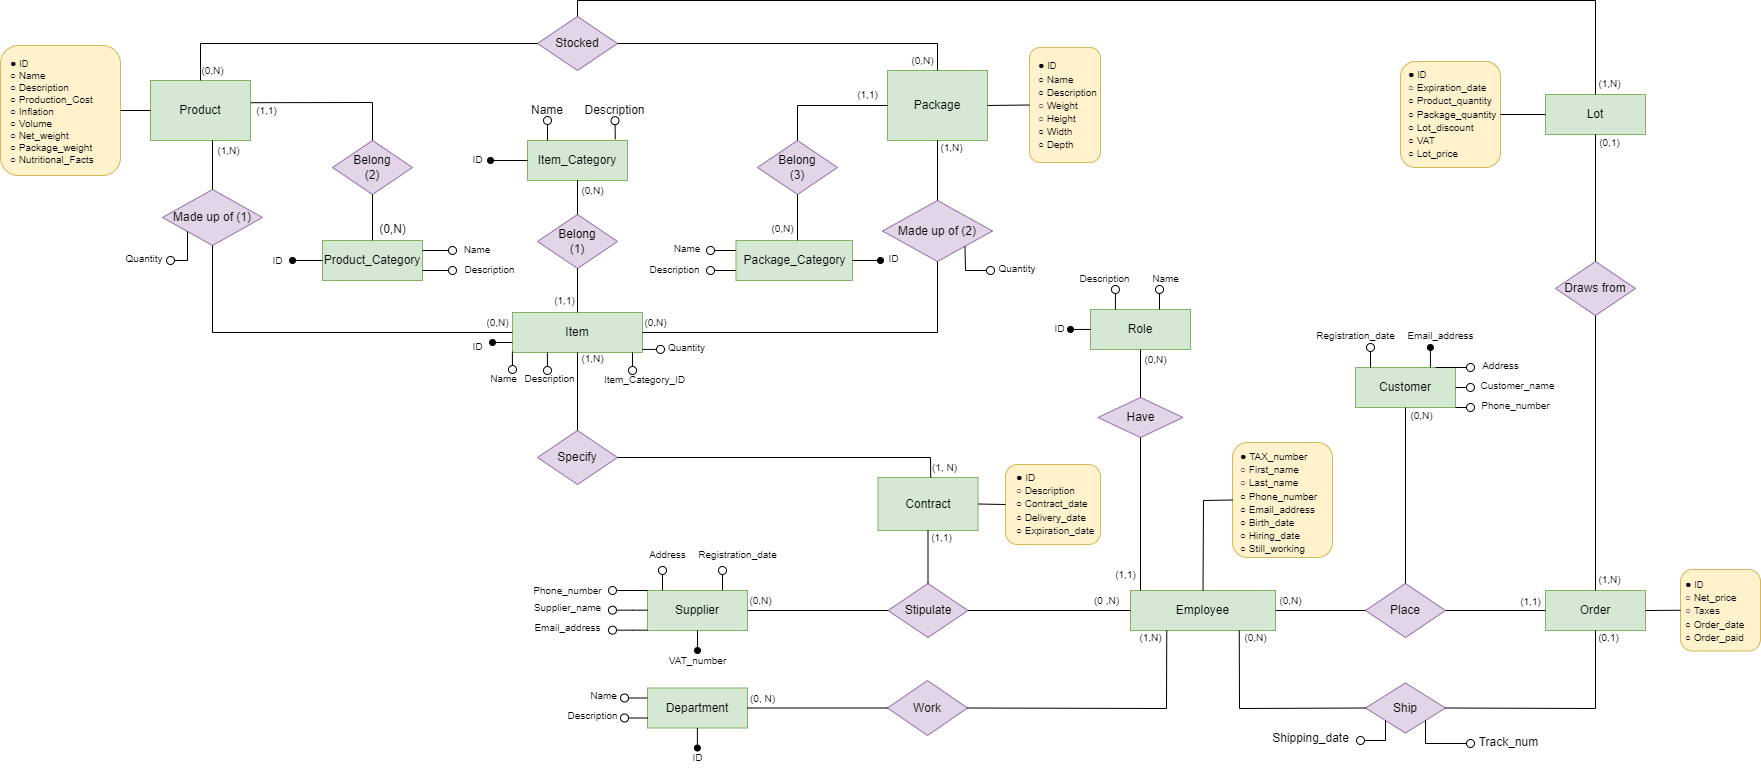 Stocked
● ID
○ Name
○ Description
○ Production_Cost
○ Inflation
○ Volume
○ Net_weight
○ Package_weight
○ Nutritional_Facts
(0,N)
Product
(1,1)
(1,N)
Belong
(2)
Made up of (1)
Quantity
(0,N)
ID
Product_Category
Name
Description
Name
Description
ID
Item_Category
(0,N)
Belong
(1)
(1,1)
(0,N)
Package
(1,1)
(1,N)
● ID
○ Name
○ Description
○ Weight
○ Height
○ Width
○ Depth
Belong
(3)
(0,N)
Name
Description
Package_Category
ID
Made up of (2)
Quantity
● ID
○ Expiration_date
○ Product_quantity
○ Package_quantity
○ Lot_discount
○ VAT
○ Lot_price
(1,N)
Lot
(0,1)
Draws from
(0,N)
Item
(0,N)
ID
Name
Description
(1,N)
Item_Category_ID
Quantity
Description
Name
ID
Role
(0,N)
Have
(1,1)
Registration_date
Email_address
Customer
Address
Customer_name
Phone_number
(0,N)
Specify
(1, N)
Contract
(1,1)
● ID
○ Description
○ Contract_date
○ Delivery_date
○ Expiration_date
● TAX_number
○ First_name
○ Last_name
○ Phone_number
○ Email_address
○ Birth_date
○ Hiring_date
○ Still_working
Address
Registration_date
Phone_number
Supplier_name
Email_address
Supplier
(0,N)
VAT_number
Stipulate
(0 ,N)
Employee
(0,N)
(1,N)
(0,N)
Place
(1,1)
(1,N)
Order
(0,1)
● ID
○ Net_price
○ Taxes
○ Order_date
○ Order_paid
Name
Description
Department
(0, N)
ID
Work
Ship
Shipping_date
Track_num